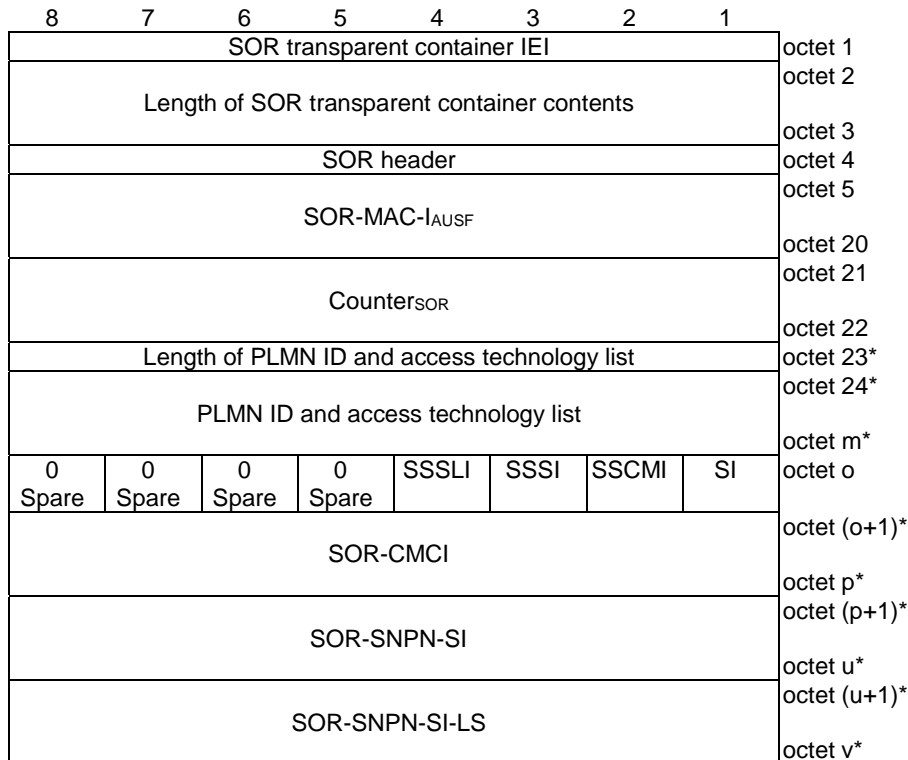 8 7 6 5 4 3 2 1
SOR transparent container IEI octet 1
octet 2
Length of SOR transparent container contents
octet 3
SOR header octet 4
octet 5
SOR-MAC-IAUSF
octet 20
octet 21
CounterSOR
octet 22
Length of PLMN ID and access technology list octet 23*
octet 24*
PLMN ID and access technology list
octet m*
0 0 0 0 SSSLI SSSI SSCMI SI octet o
Spare Spare Spare Spare
octet (o+1)*
SOR-CMCI
octet p*
octet (p+1)*
SOR-SNPN-SI
octet u*
octet (u+1)*
SOR-SNPN-SI-LS
octet v*